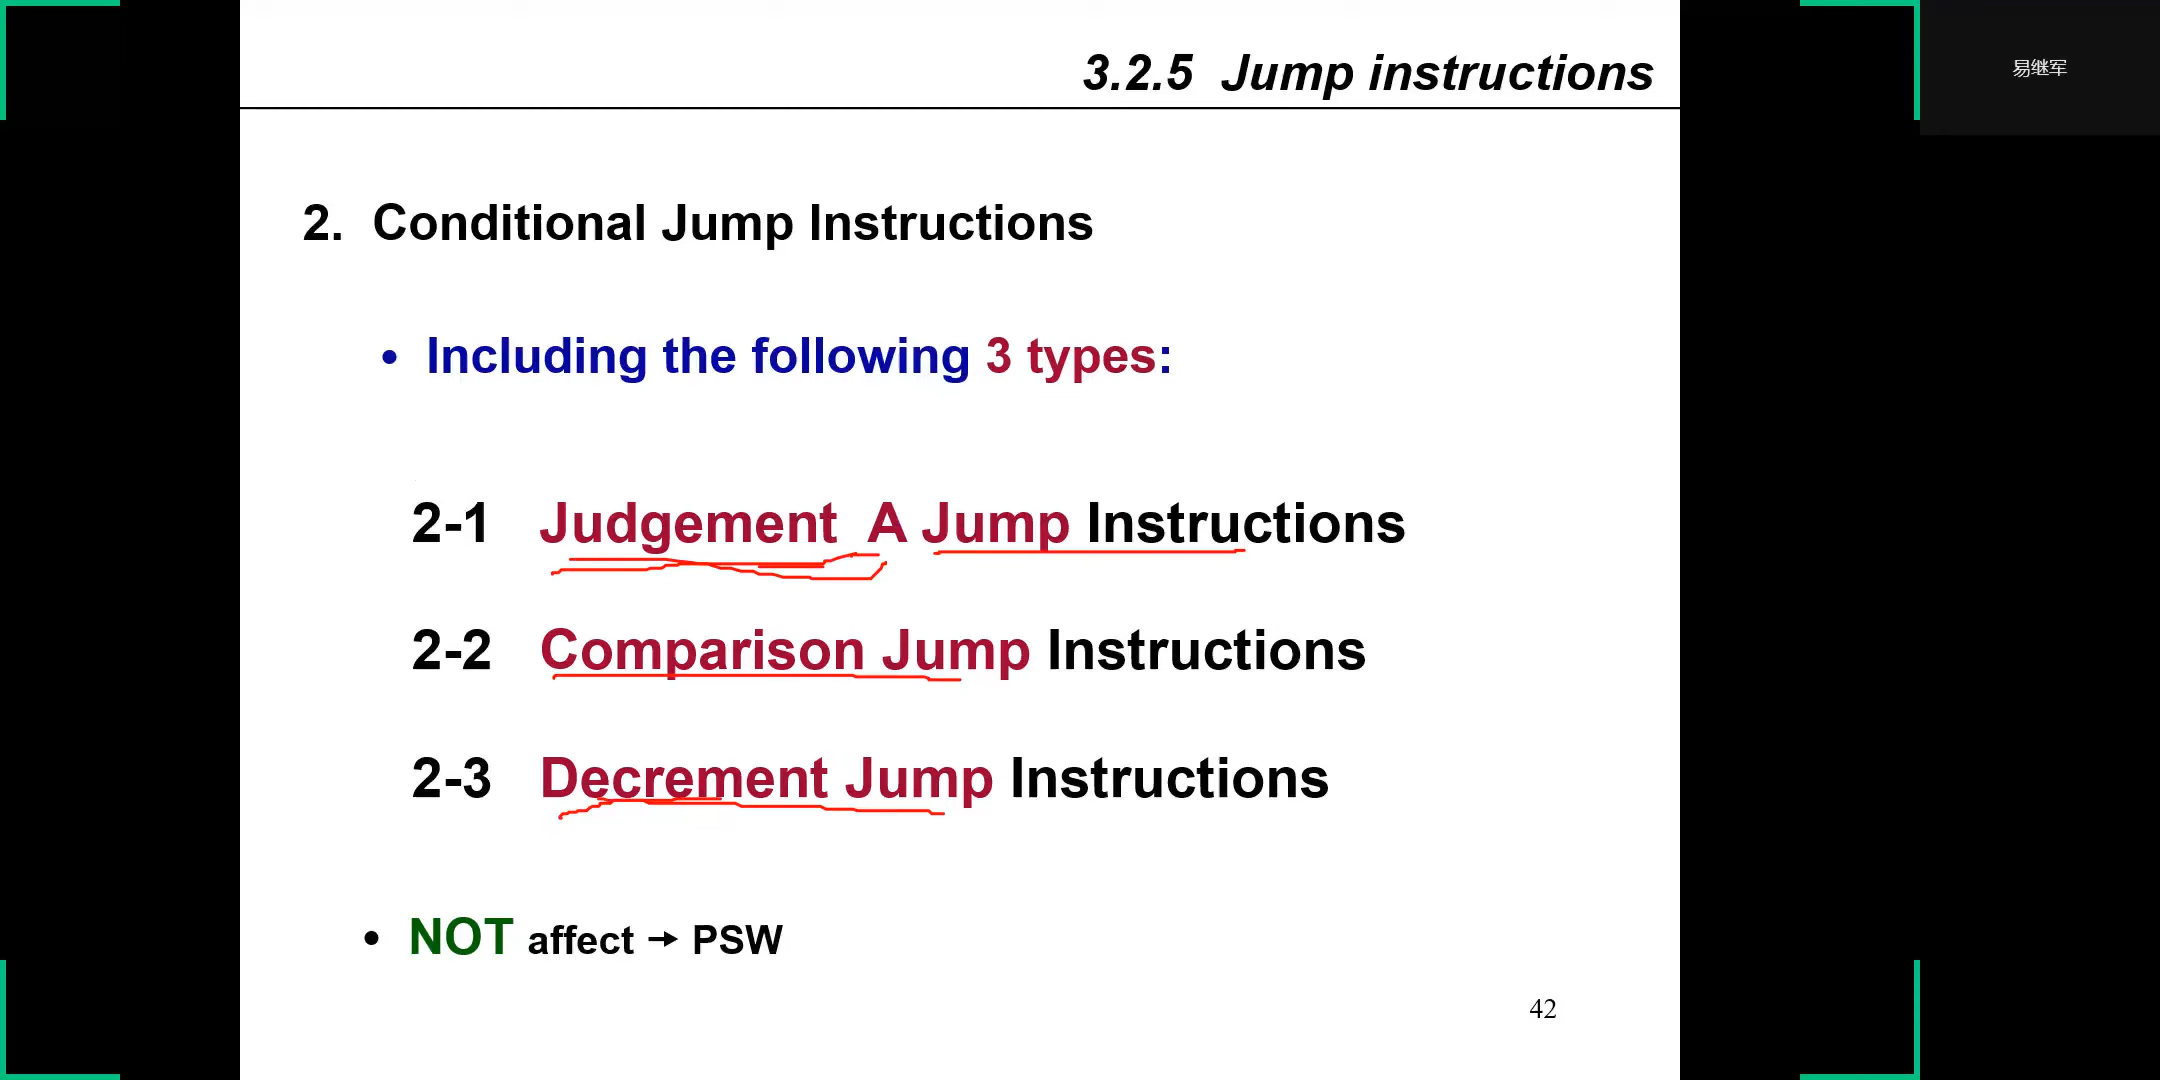 3.2.5 Jump instructions
易继军
2. Conditional Jump Instructions
• Including the following 3 types:
2-1 Judgement A Jump Instructions
2-2 Comparison Jump Instructions
2-3 Decrement Jump Instructions
• NOT affect → PSW
42